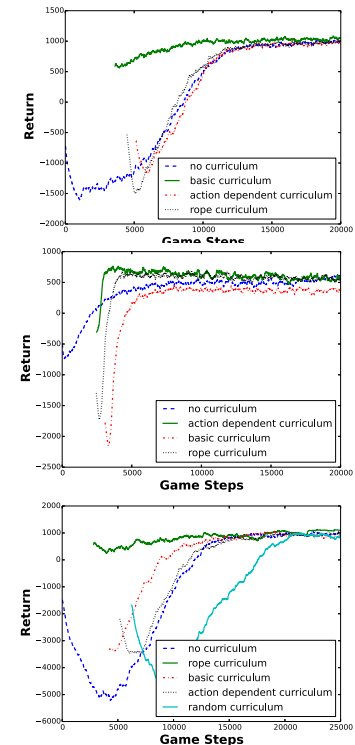 1500
1000
500
0
−500
−1000
−1500
−2000
Return
no curriculum
basic curriculum
action dependent curriculum
rope curriculum
0 5000 10000 15000 20000
Game Steps
1000
500
0
−500
−1000
−1500
−2000
−2500
Return
no curriculum
action dependent curriculum
basic curriculum
rope curriculum
0 5000 10000 15000 20000
Game Steps
2000
1000
0
−1000
−2000
−3000
−4000
−5000
−6000
Return
no curriculum
rope curriculum
basic curriculum
action dependent curriculum
random curriculum
0 5000 10000 15000 20000 25000
Game Steps